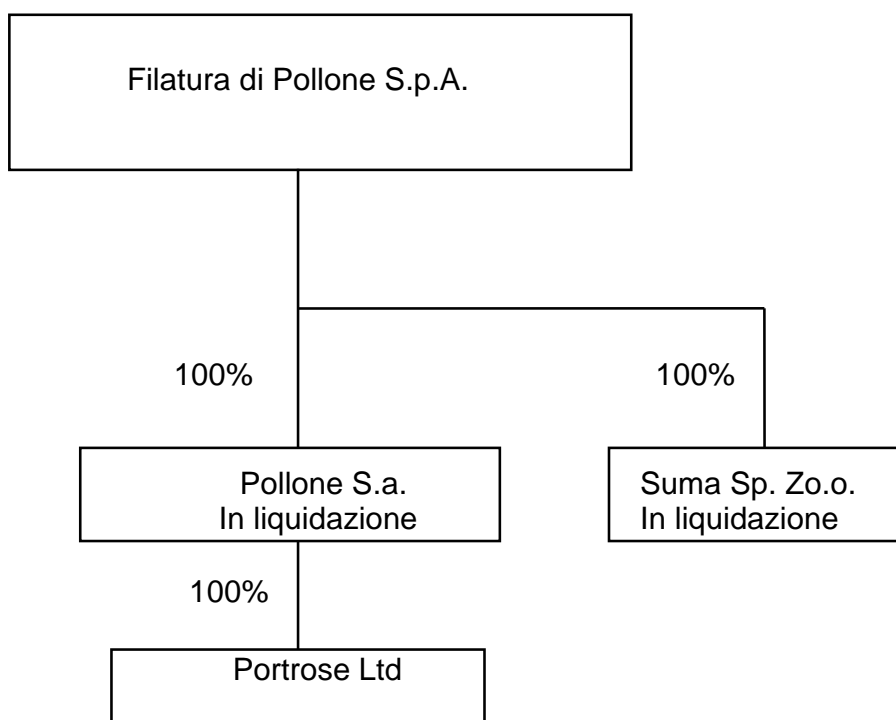 Filatura di Pollone S.p.A.
100%
100%
Pollone S.a.
In liquidazione
Suma Sp. Zo.o.
In liquidazione
100%
Portrose Ltd